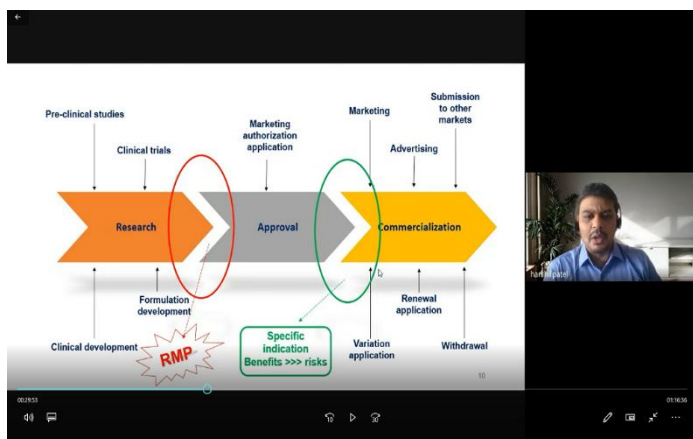 Submission
to other
markets
Marketing
Pre-clinical studies
Marketing
authorization
application
Clinical trials
Advertising
Research
Approval
Commercialization
Formulation
development
Renewal
application
Clinical development
RMP
Specific
indication
Benefits >>> risks
Variation
application
Withdrawal
10
00:29:53
01:16:36
10
30